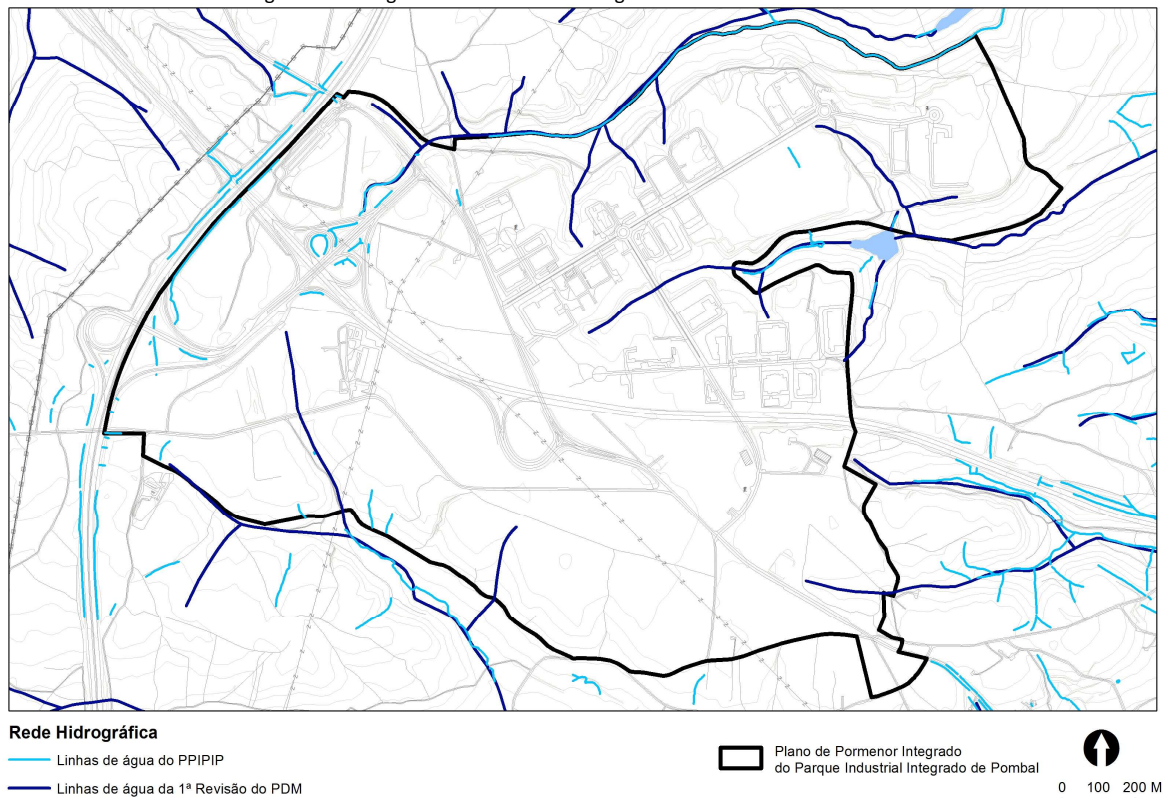 Rede Hidrográfica
Linhas de água do PPIPIP
Linhas de água da 1ª Revisão do PDM
Plano de Pormenor Integrado
do Parque Industrial Integrado de Pombal
0 100 200 M